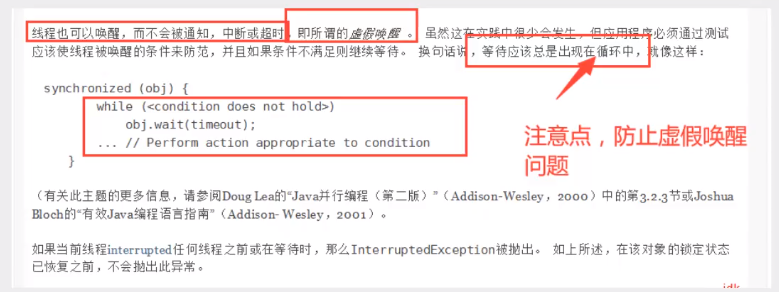 线程也可以唤醒，而不会被通知，中断或超时，即所谓的虚假唤醒 。 虽然这在实践中很少会发生，但应用程序必须通过测试
应该使线程被唤醒的条件来防范，并且如果条件不满足则继续等待。 换句话说，等待应该总是出现在循环中，就像这样：
synchronized (obj) {
while (<condition does not hold>)
obj.wait(timeout);
... // Perform action appropriate to condition
}
注意点，防止虚假唤醒
问题
（有关此主题的更多信息，请参阅Doug Lea的“Java并行编程（第二版）”（Addison-Wesley，2000）中的第3.2.3节或Joshua
Bloch的“有效Java编程语言指南”（Addison- Wesley，2001）。
如果当前线程interrupted任何线程之前或在等待时，那么InterruptedException被抛出。 如上所述，在该对象的锁定状态
已恢复之前，不会抛出此异常。